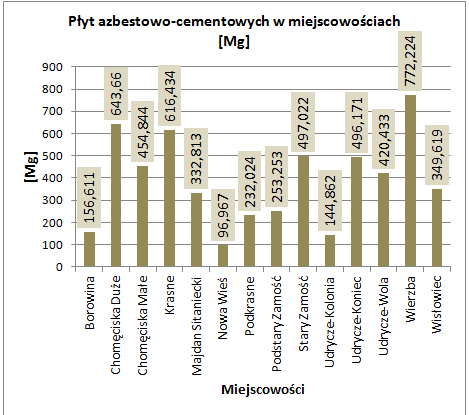 Płyt azbestowo-cementowych w miejscowościach
[Mg]
[Mg]
900
800
700
600
500
400
300
200
100
0
156,611
643,66
454,844
616,434
332,813
96,967
232,024
253,253
497,022
144,862
496,171
420,433
772,224
349,619
Borowina
Chomęciska Duże
Chomęciska Małe
Krasne
Majdan Sitaniecki
Nowa Wieś
Podkrasne
Podstary Zamość
Stary Zamość
Udrycze-Kolonia
Udrycze-Koniec
Udrycze-Wola
Wierzba
Wisłowiec
Miejscowości